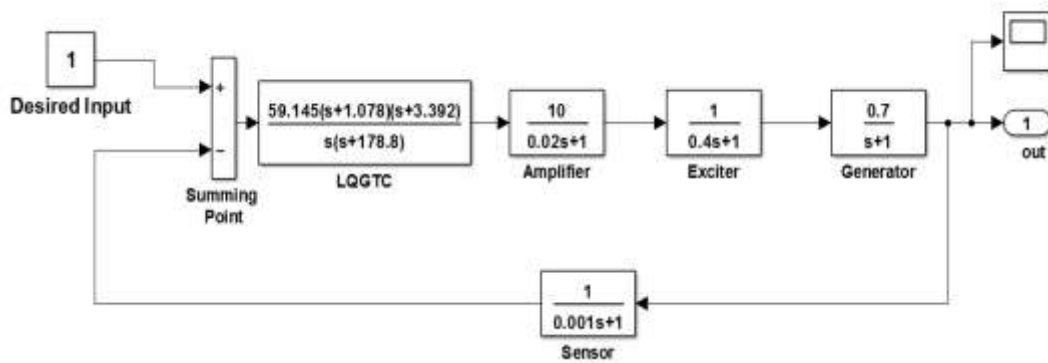 1
Desired Input
+
−
Summing
Point
59.145(s+1.078)(s+3.392)
s(s+178.8)
LQGTC
10
0.02s+1
Amplifier
1
0.4s+1
Exciter
0.7
s+1
Generator
1
out
1
0.001s+1
Sensor